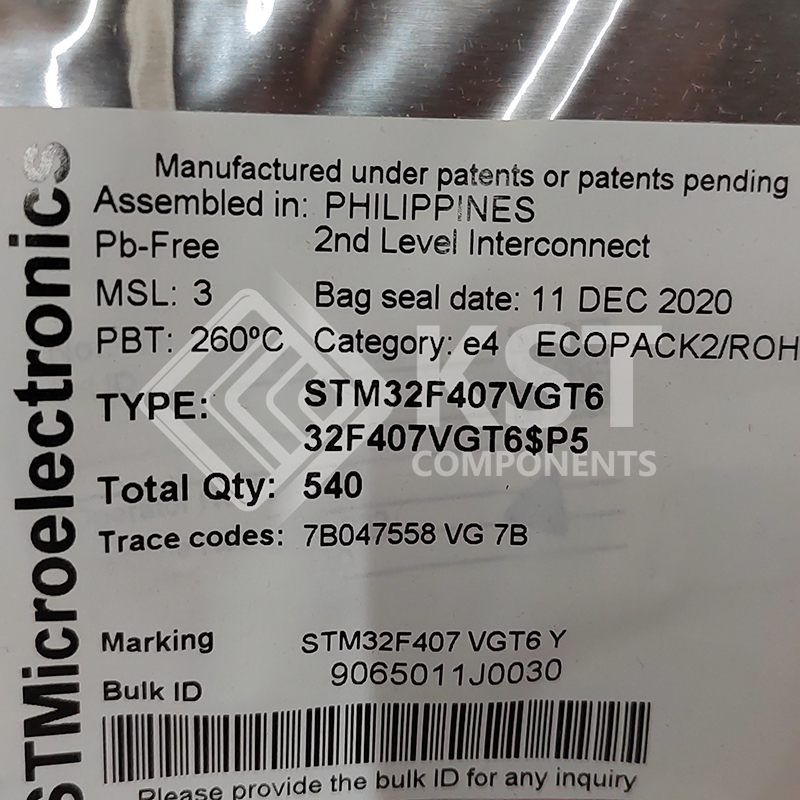 STMicroelectronics
Manufactured under patents or patents pending
Assembled in: PHILIPPINES
Pb-Free 2nd Level Interconnect
MSL: 3 Bag seal date: 11 DEC 2020
PBT: 260ºC Category: e4 ECOPACK2/ROH
TYPE: STM32F407VGT6
32F407VGT6$P5
KST
COMPONENTS
Total Qty: 540
Trace codes: 7B047558 VG 7B
Marking STM32F407 VGT6 Y
Bulk ID 9065011J0030
Please provide the bulk ID for any inquiry